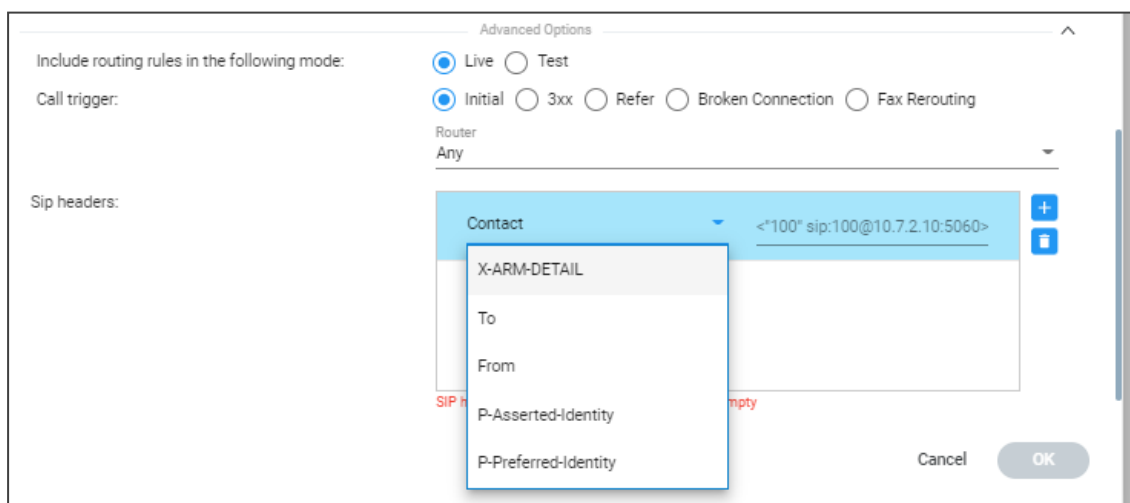 Advanced Options
Include routing rules in the following mode: Live Test
Call trigger: Initial 3xx Refer Broken Connection Fax Rerouting
Router
Any
Sip headers:
Contact <"100" sip:100@10.7.2.10:5060>
X-ARM-DETAIL
To
From
SIP
P-Asserted-Identity
P-Preferred-Identity
Cancel OK